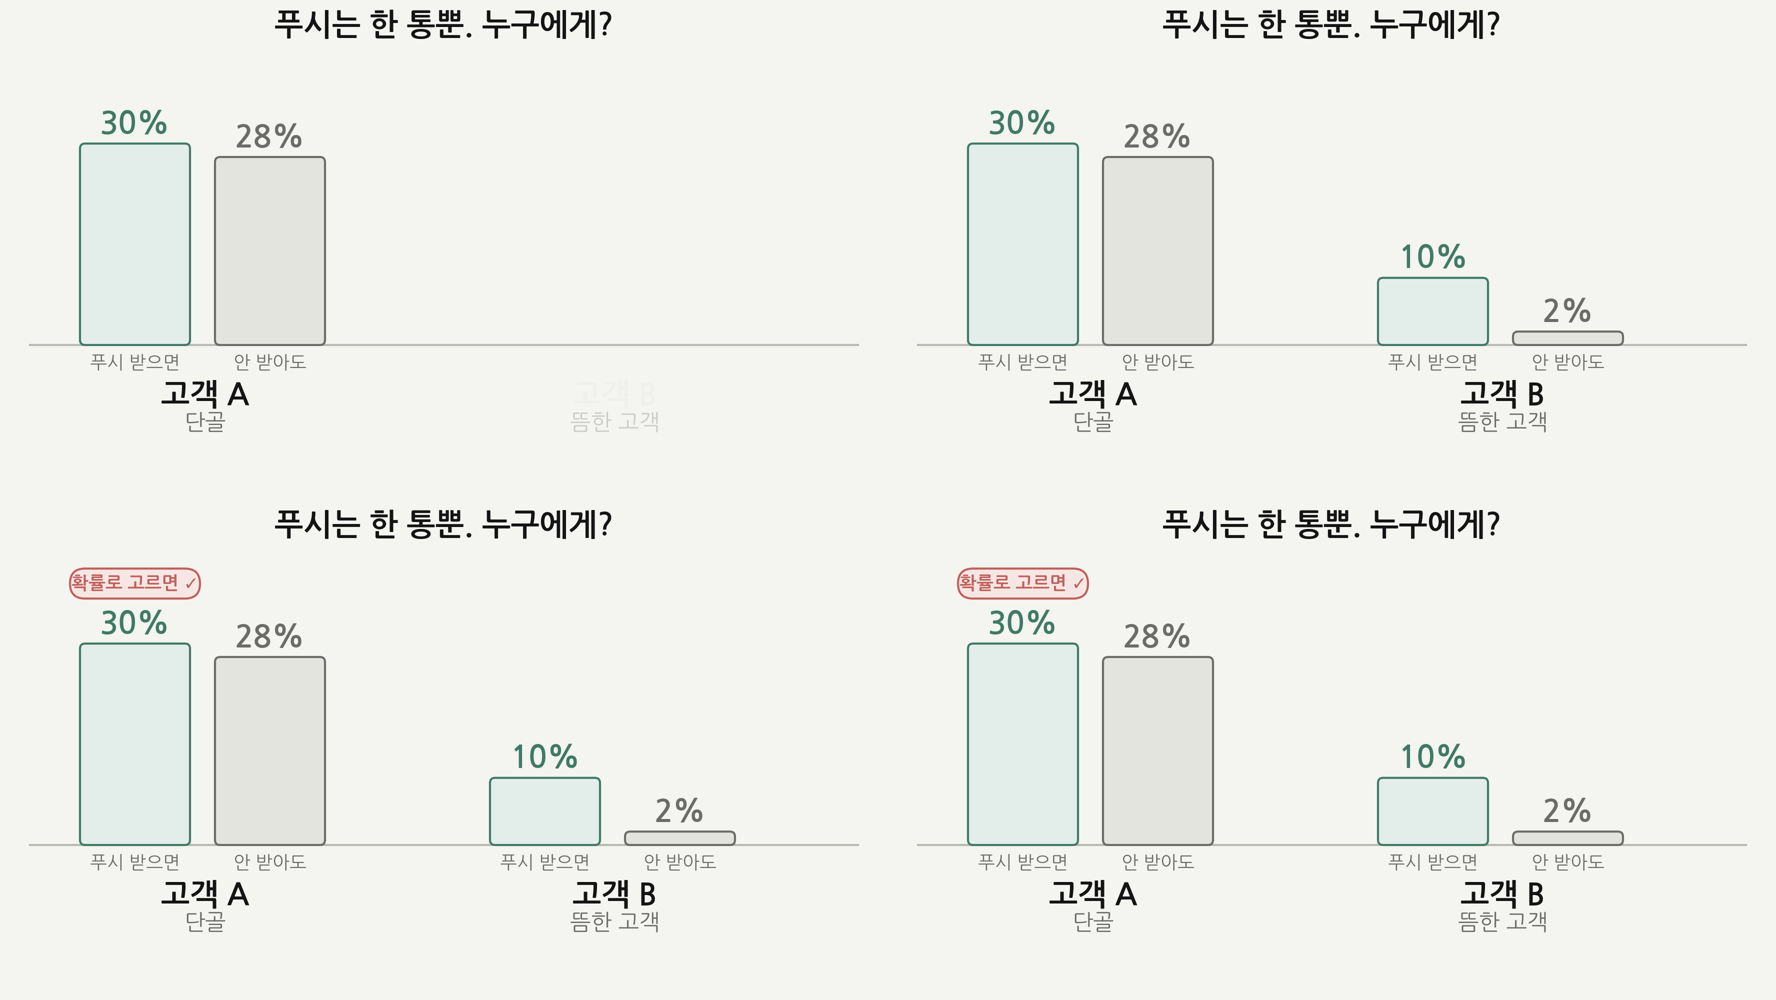 푸시는 한 통뿐. 누구에게?
30%
28%
푸시 받으면
안 받아도
고객 A
단골
고객 B
뜸한 고객
푸시는 한 통뿐. 누구에게?
30%
28%
10%
2%
푸시 받으면
안 받아도
푸시 받으면
안 받아도
고객 A
고객 B
단골
뜸한 고객
푸시는 한 통뿐. 누구에게?
확률로 고르면 ✓
30%
28%
10%
2%
푸시 받으면
안 받아도
푸시 받으면
안 받아도
고객 A
고객 B
단골
뜸한 고객
푸시는 한 통뿐. 누구에게?
확률로 고르면 ✓
30%
28%
10%
2%
푸시 받으면
안 받아도
푸시 받으면
안 받아도
고객 A
고객 B
단골
뜸한 고객